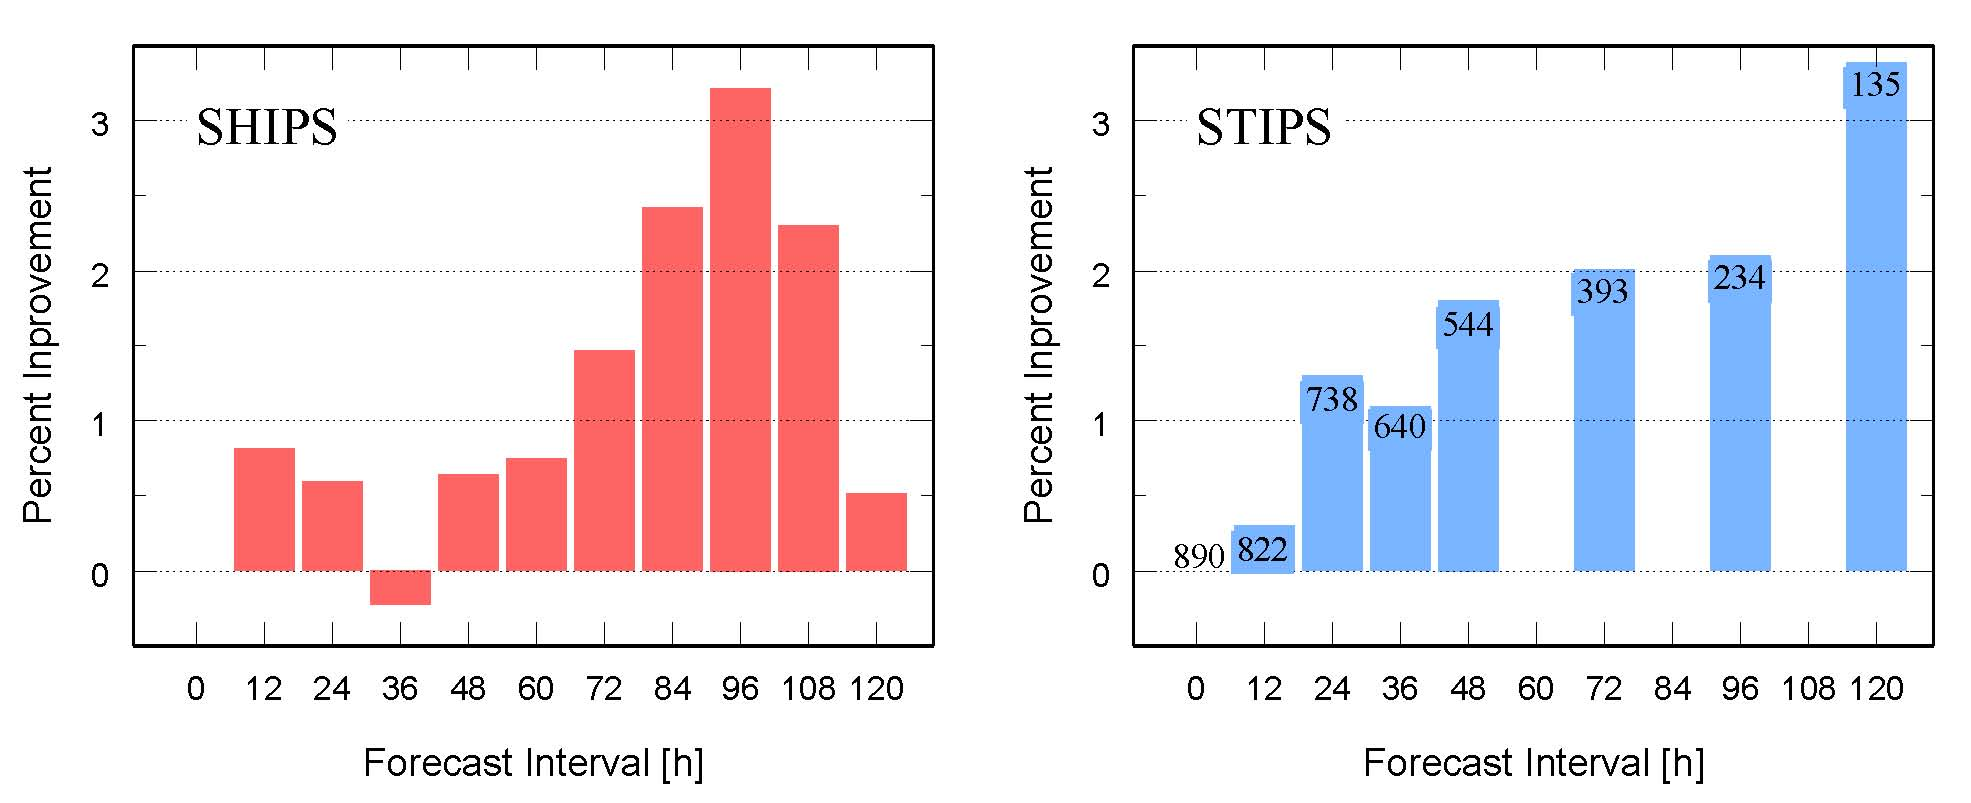 SHIPS
3
2
1
0
Percent Inprovement
0 12 24 36 48 60 72 84 96 108 120
Forecast Interval [h]
STIPS
3
2
1
0
Percent Inprovement
890 822 738 640 544 393 234 135
0 12 24 36 48 60 72 84 96 108 120
Forecast Interval [h]